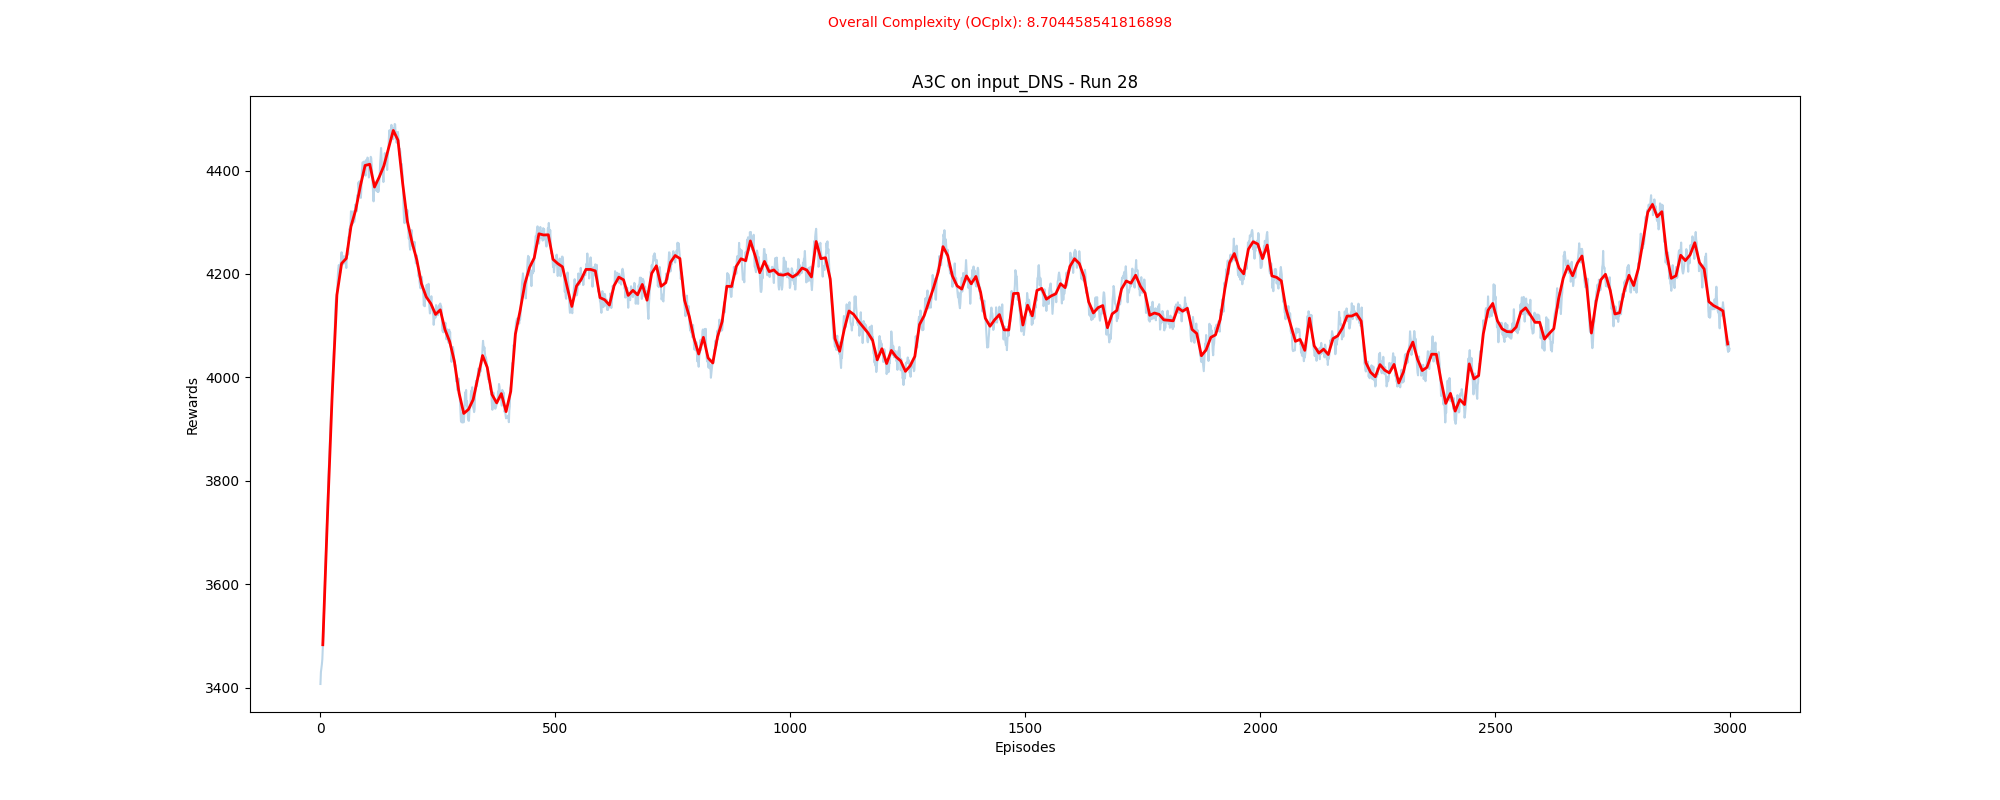 Overall Complexity (OCplx): 8.704458541816898
A3C on input_DNS - Run 28
4400
4200
4000
3800
3600
3400
Rewards
0 500 1000 1500 2000 2500 3000
Episodes